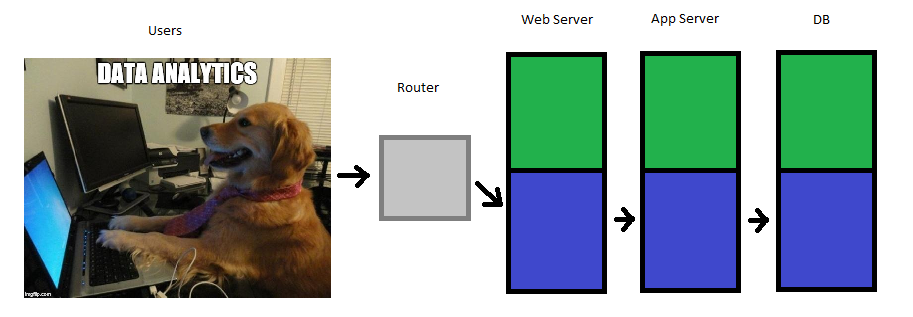 Users
Web Server
App Server
DB
DATA ANALYTICS
Router
imgflip.com